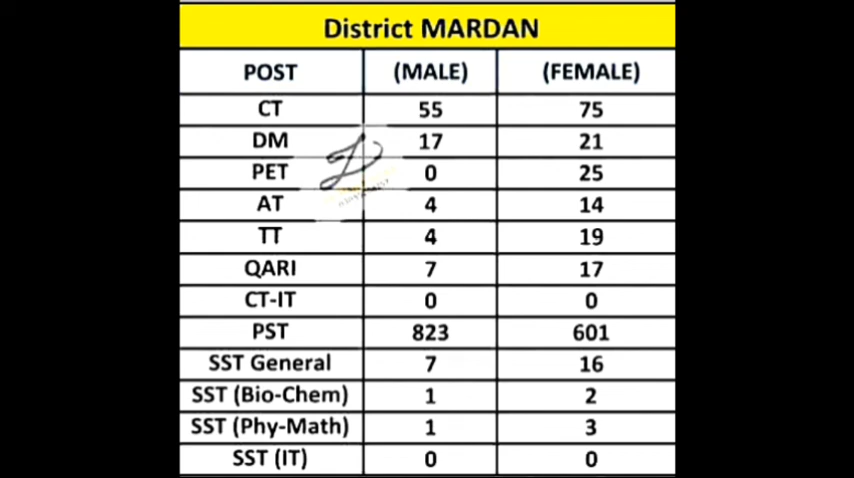 District MARDAN
POST (MALE) (FEMALE)
CT 55 75
DM 17 21
PET 0 25
AT 4 14
TT 4 19
QARI 7 17
CT-IT 0 0
PST 823 601
SST General 7 16
SST (Bio-Chem) 1 2
SST (Phy-Math) 1 3
SST (IT) 0 0